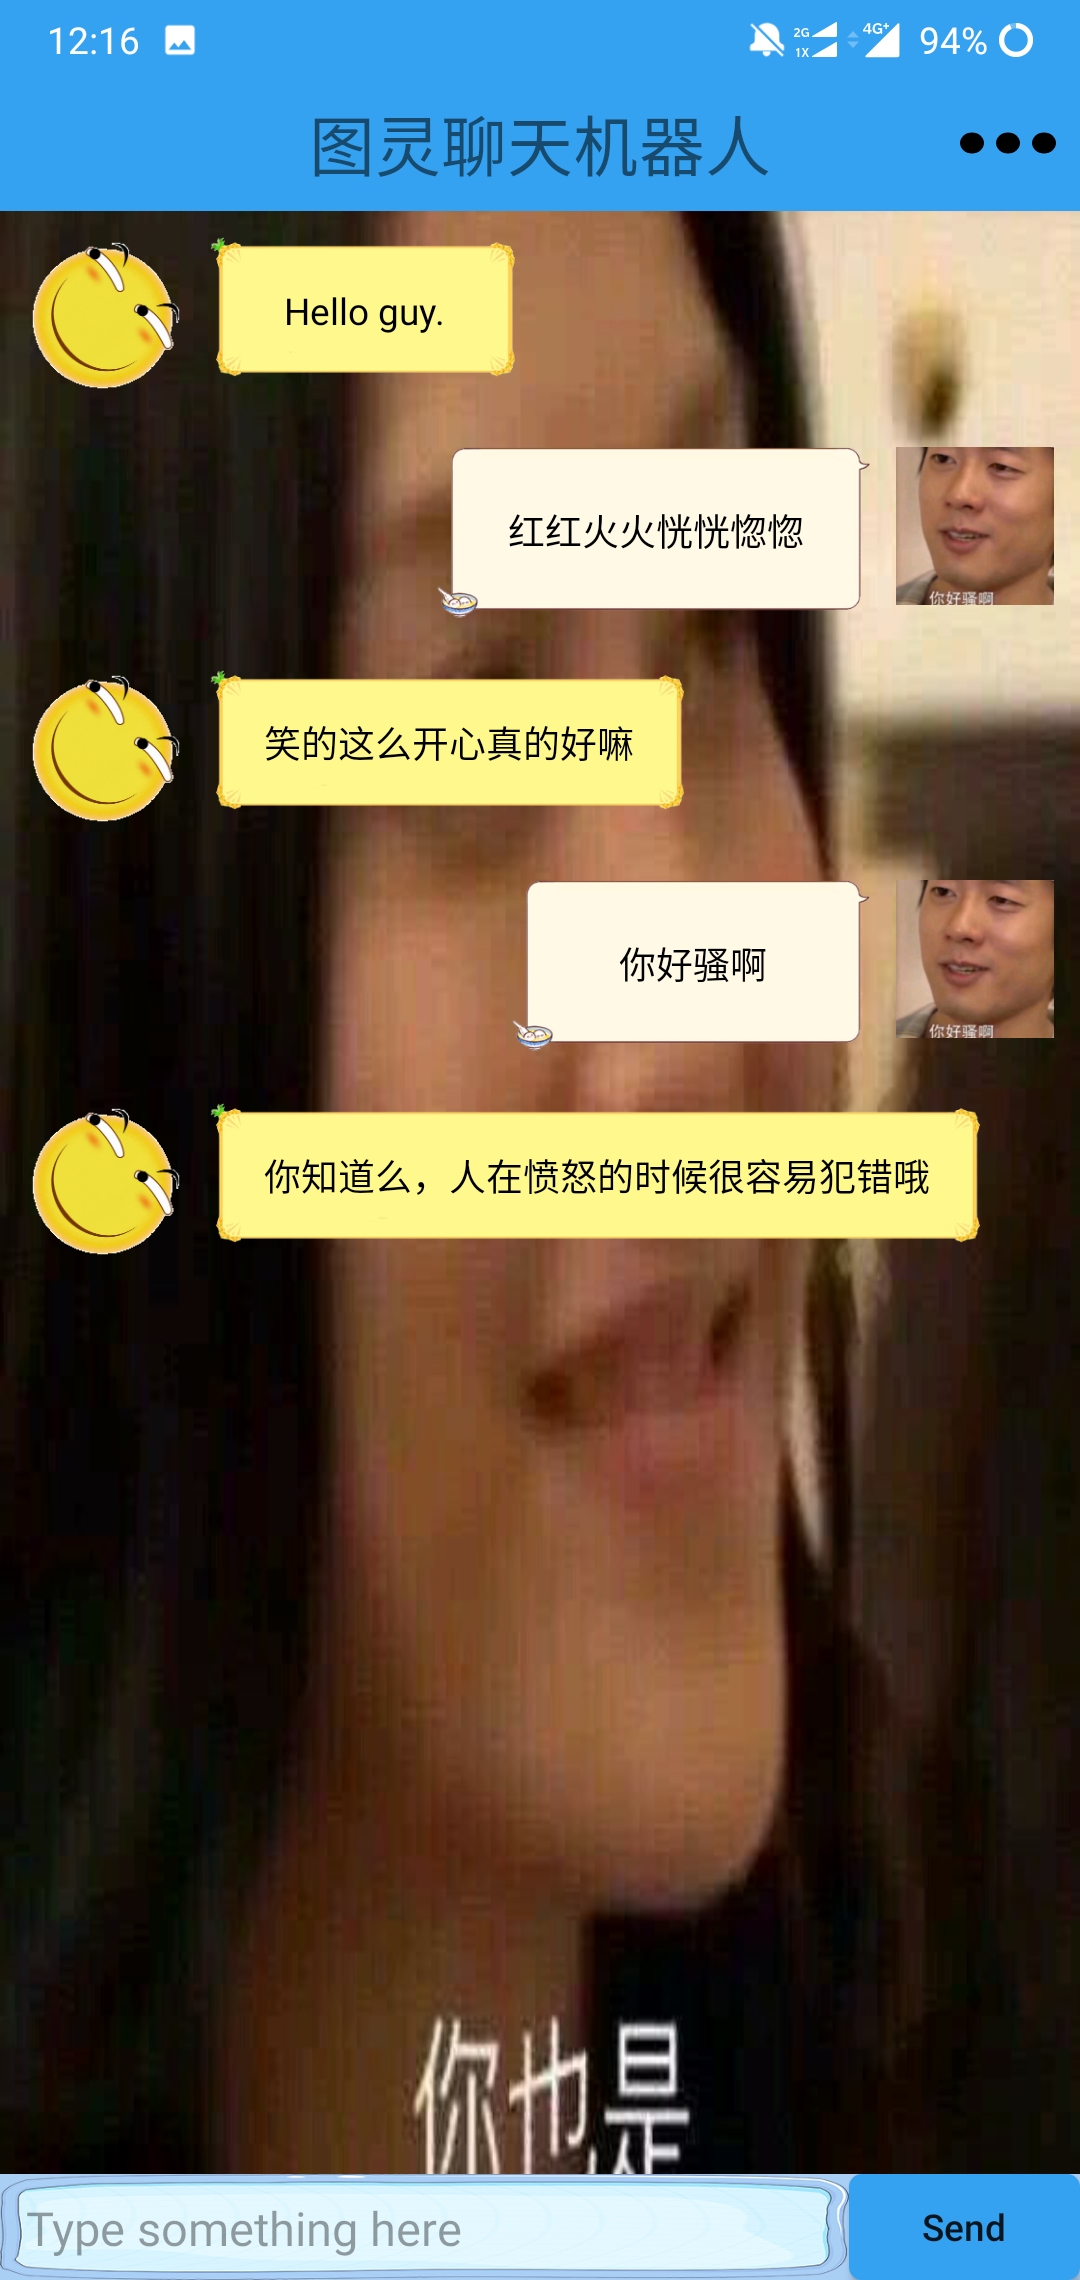 12:16
2G
1X
4G+
94%
图灵聊天机器人
Hello guy.
红红火火恍恍惚惚
你好骚啊
笑的这么开心真的好嘛
你好骚啊
你好骚啊
你知道么，人在愤怒的时候很容易犯错哦
你也是
Type something here
Send